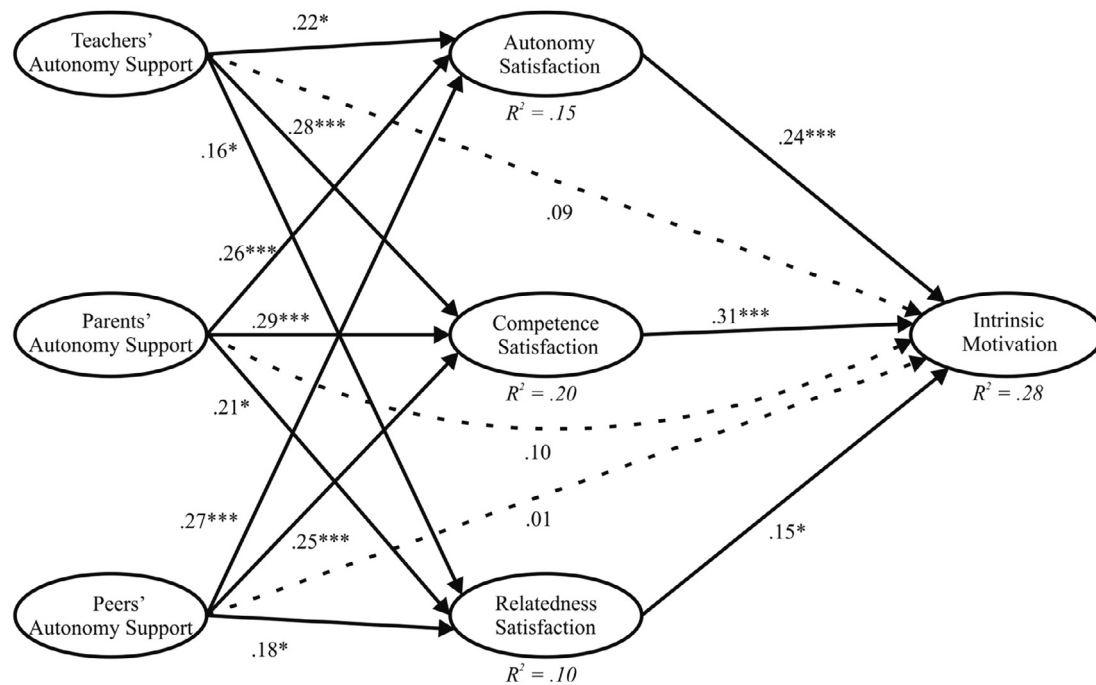 Teachers’
Autonomy Support
.22*
Autonomy
Satisfaction
R² = .15
.28***
.16*
.24***
.09
.26***
Parents’
Autonomy Support
.29***
Competence
Satisfaction
R² = .20
.31***
Intrinsic
Motivation
R² = .28
.21*
.10
.27***
.25***
.01
.15*
Peers’
Autonomy Support
.18*
Relatedness
Satisfaction
R² = .10